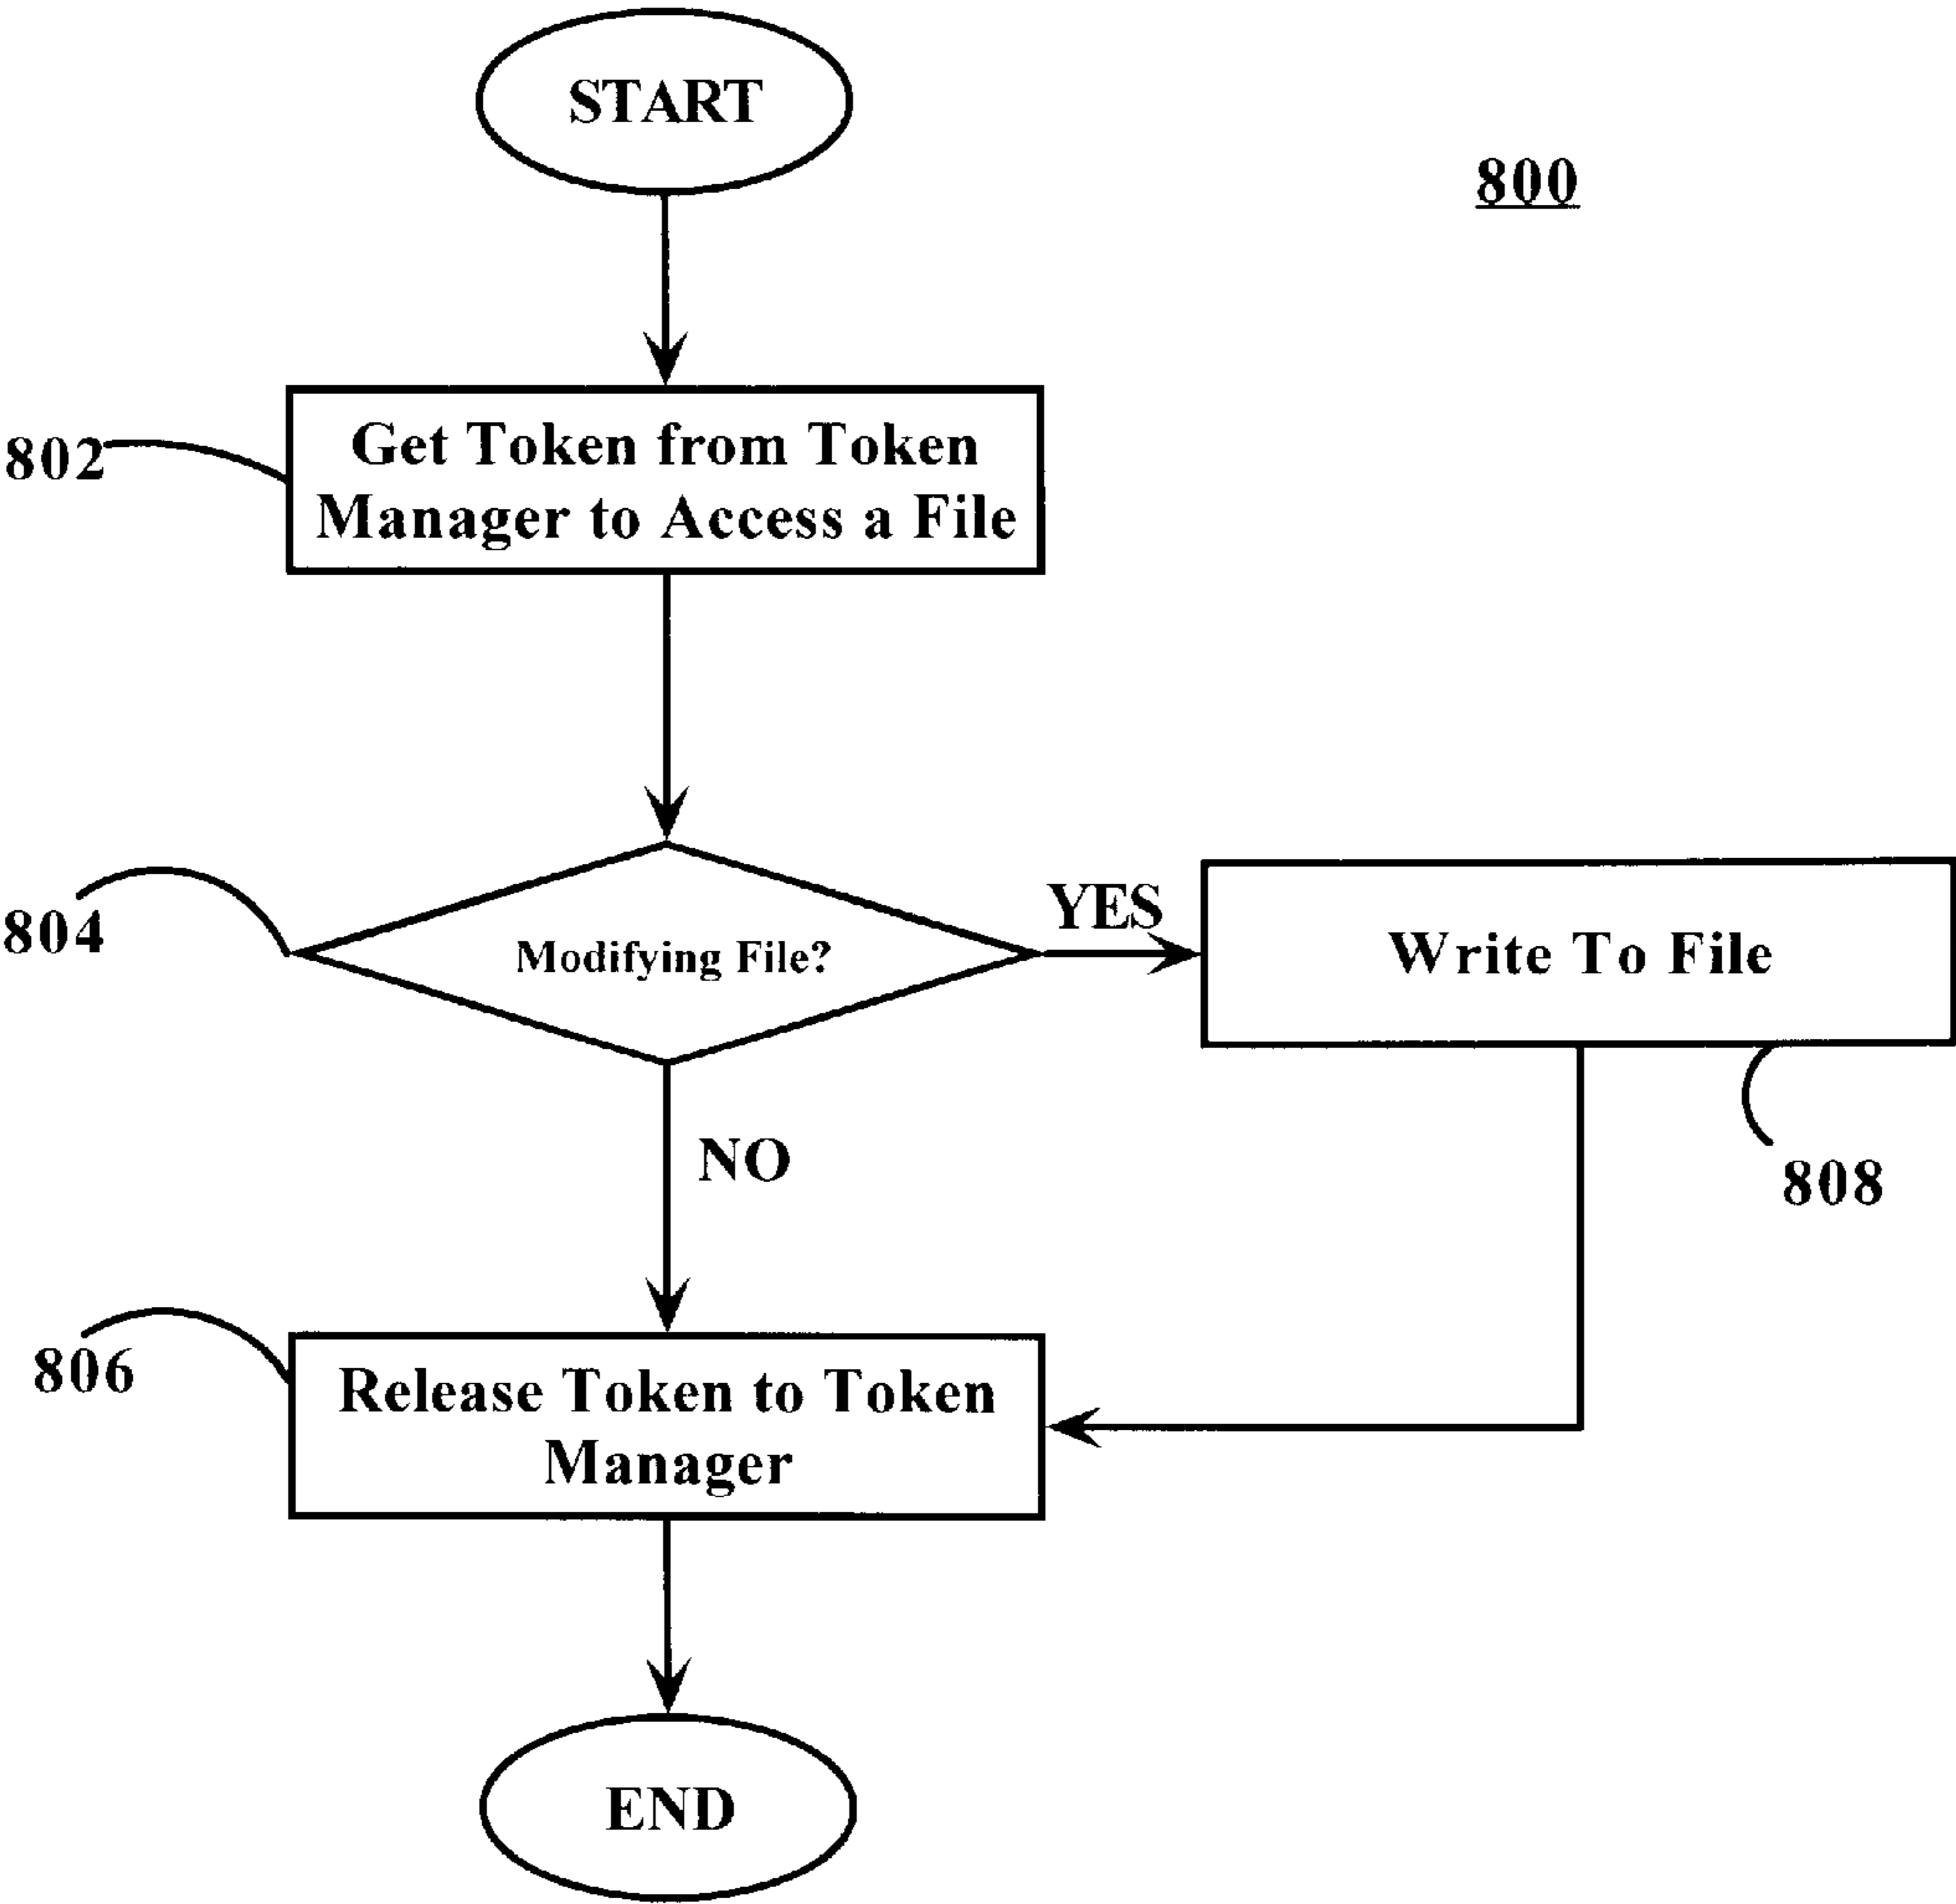 START
800
802
Get Token from Token
Manager to Access a File
804
Modifying File?
YES
Write To File
NO
808
806
Release Token to Token
Manager
END